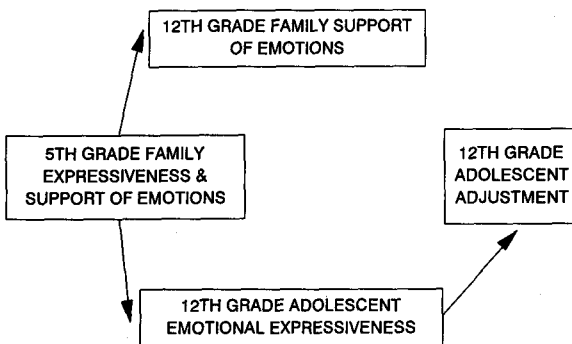 12TH GRADE FAMILY SUPPORT
OF EMOTIONS
5TH GRADE FAMILY
EXPRESSIVENESS &
SUPPORT OF EMOTIONS
12TH GRADE
ADOLESCENT
ADJUSTMENT
12TH GRADE ADOLESCENT
EMOTIONAL EXPRESSIVENESS